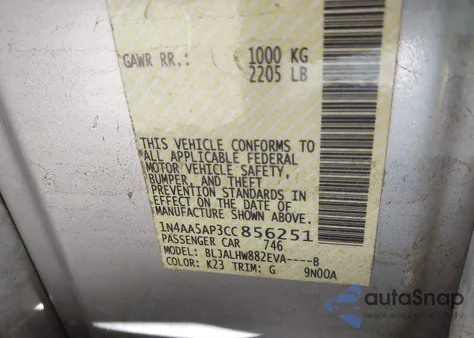 GAWR RR.: 1000 KG
2205 LB
THIS VEHICLE CONFORMS TO
ALL APPLICABLE FEDERAL
MOTOR VEHICLE SAFETY,
BUMPER, AND THEFT
PREVENTION STANDARDS IN
EFFECT ON THE DATE OF
MANUFACTURE SHOWN ABOVE.
1N4AA5AP3CC856251
PASSENGER CAR 746
MODEL: BLJALHW882EVA----B
COLOR: K23 TRIM: G 9N00A
autoSnap